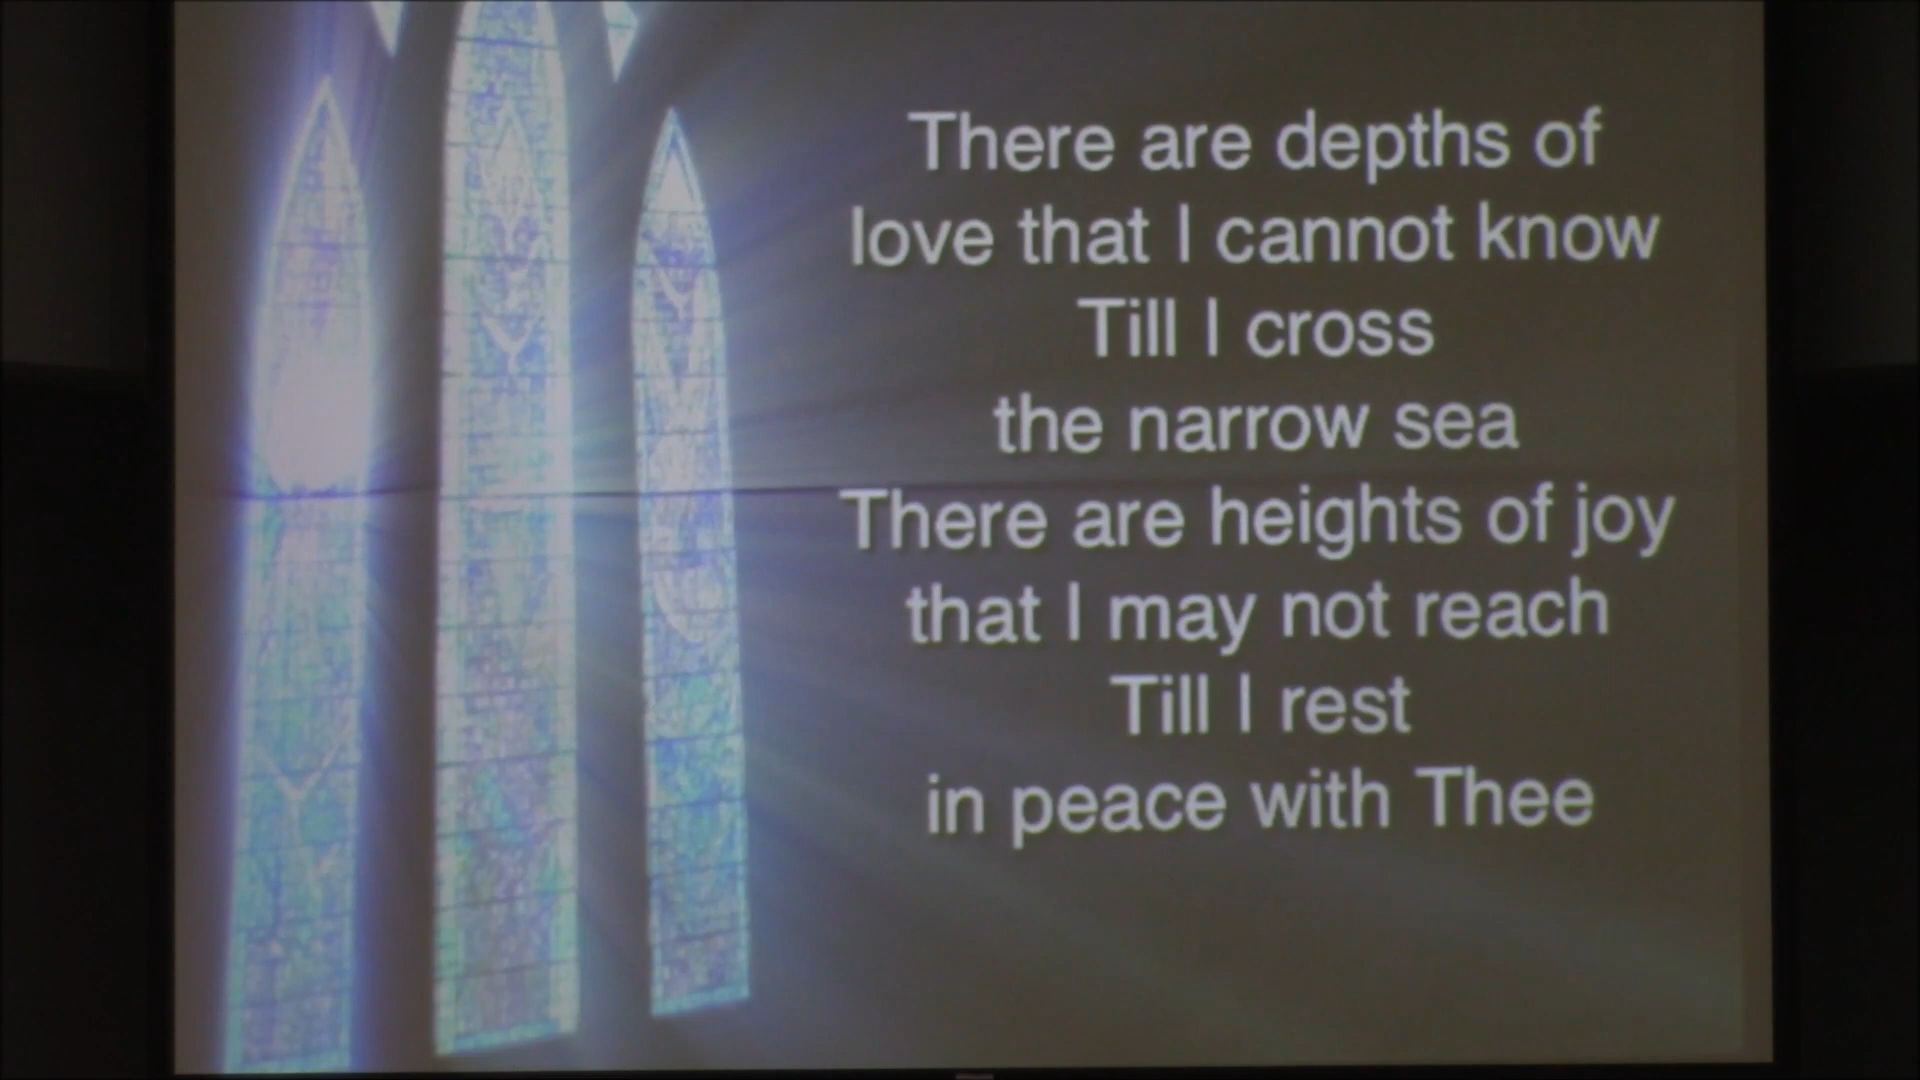 There are depths of
love that I cannot know
Till I cross
the narrow sea
There are heights of joy
that I may not reach
Till I rest
in peace with Thee